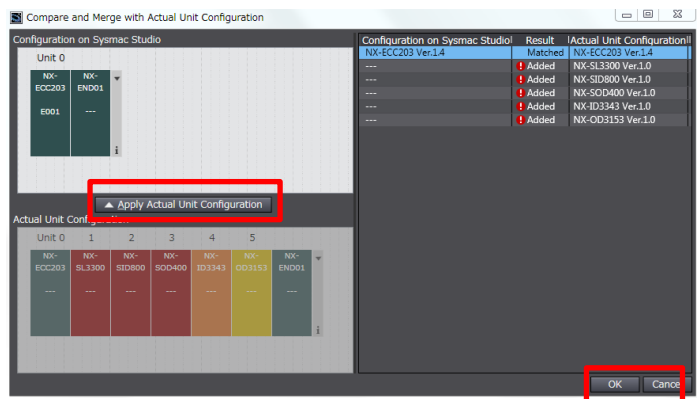 Compare and Merge with Actual Unit Configuration
Configuration on Sysmac Studio
Unit 0
NX-ECC203 NX-END01
E001 ---
▲ Apply Actual Unit Configuration
Actual Unit Configuration
Unit 0 1 2 3 4 5
NX- NX- NX- NX- NX- NX- NX-
ECC203 SL3300 SID800 SOD400 ID3343 OD3153 END01
--- --- --- --- --- --- ---
Configuration on Sysmac Studio Result Actual Unit Configuration
NX-ECC203 Ver.1.4 Matched NX-ECC203 Ver.1.4
--- Added NX-SL3300 Ver.1.0
--- Added NX-SID800 Ver.1.0
--- Added NX-SOD400 Ver.1.0
--- Added NX-ID3343 Ver.1.0
--- Added NX-OD3153 Ver.1.0
OK Cancel